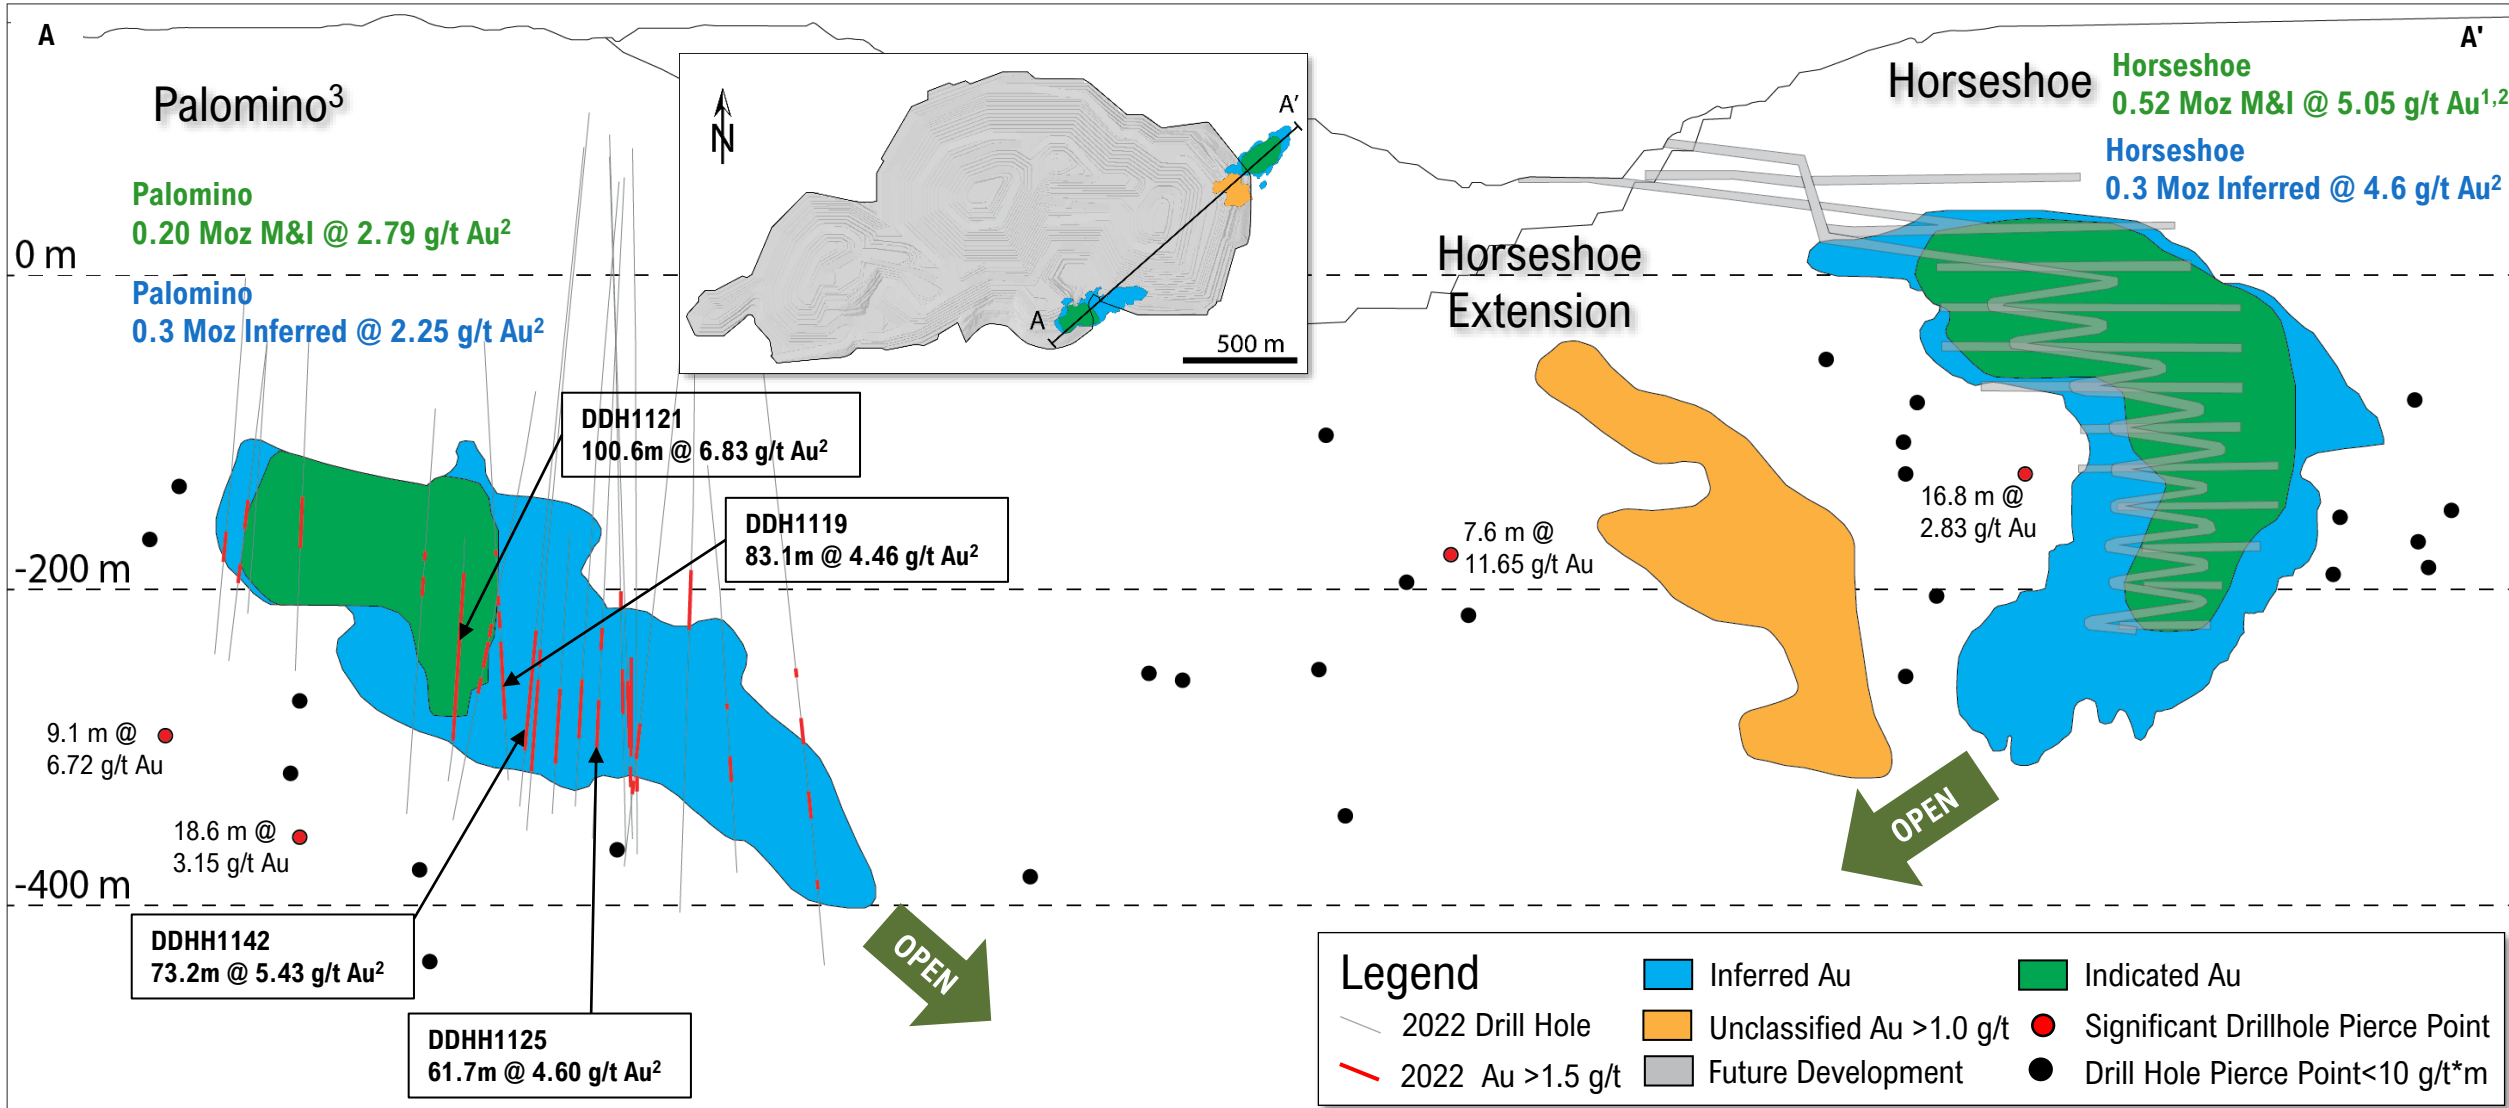 A
A'
Palomino3
Palomino
0.20 Moz M&I @ 2.79 g/t Au2
Palomino
0.3 Moz Inferred @ 2.25 g/t Au2
Horseshoe
Horseshoe
0.52 Moz M&I @ 5.05 g/t Au1,2
Horseshoe
0.3 Moz Inferred @ 4.6 g/t Au2
N
A'
A
500 m
Horseshoe
Extension
0 m
-200 m
-400 m
DDH1121
100.6m @ 6.83 g/t Au2
DDH1119
83.1m @ 4.46 g/t Au2
7.6 m @
11.65 g/t Au
16.8 m @
2.83 g/t Au
9.1 m @
6.72 g/t Au
18.6 m @
3.15 g/t Au
DDHH1142
73.2m @ 5.43 g/t Au2
DDHH1125
61.7m @ 4.60 g/t Au2
OPEN
OPEN
Legend
2022 Drill Hole
2022 Au >1.5 g/t
Inferred Au
Unclassified Au >1.0 g/t
Future Development
Indicated Au
Significant Drillhole Pierce Point
Drill Hole Pierce Point<10 g/t*m